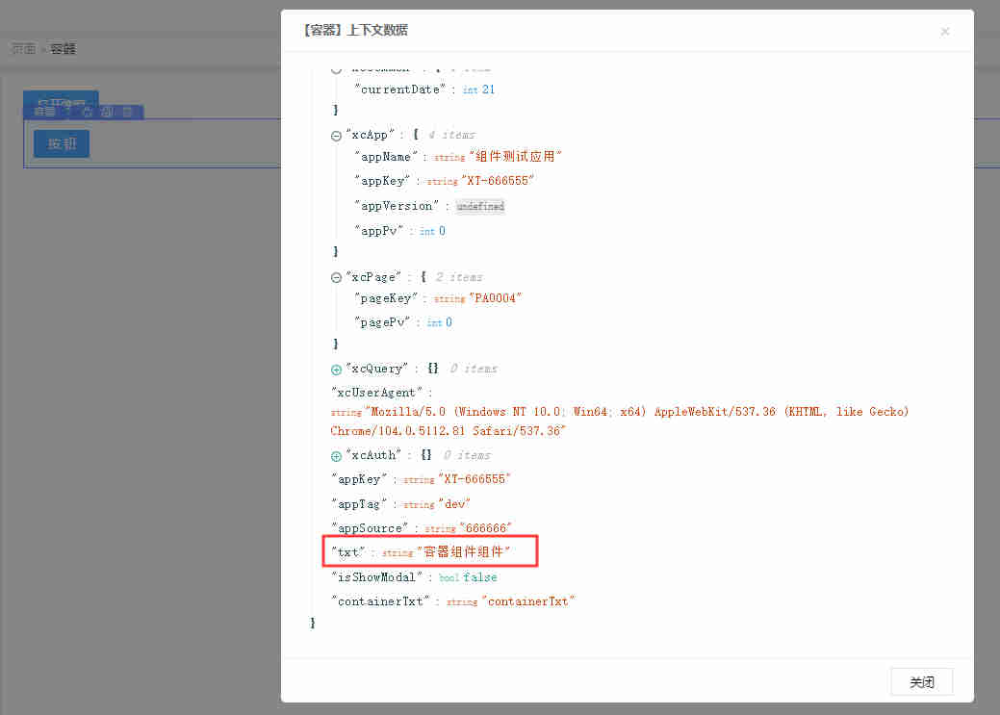 页面 > 容器
容器
按钮
【容器】上下文数据
×
"currentDate" : int 21
}
"xcApp" : { 4 items
"appName" : string "组件测试应用"
"appKey" : string "XT-666555"
"appVersion" : undefined
"appPv" : int 0
}
"xcPage" : { 2 items
"pageKey" : string "PA0004"
"pagePv" : int 0
}
"xcQuery" : {} 0 items
"xcUserAgent" :
string "Mozilla/5.0 (Windows NT 10.0; Win64; x64) AppleWebKit/537.36 (KHTML, like Gecko)
Chrome/104.0.5112.81 Safari/537.36"
"xcAuth" : {} 0 items
"appKey" : string "XT-666555"
"appTag" : string "dev"
"appSource" : string "666666"
"txt" : string "容器组件组件"
"isShowModal" : bool false
"containerTxt" : string "containerTxt"
}
关闭